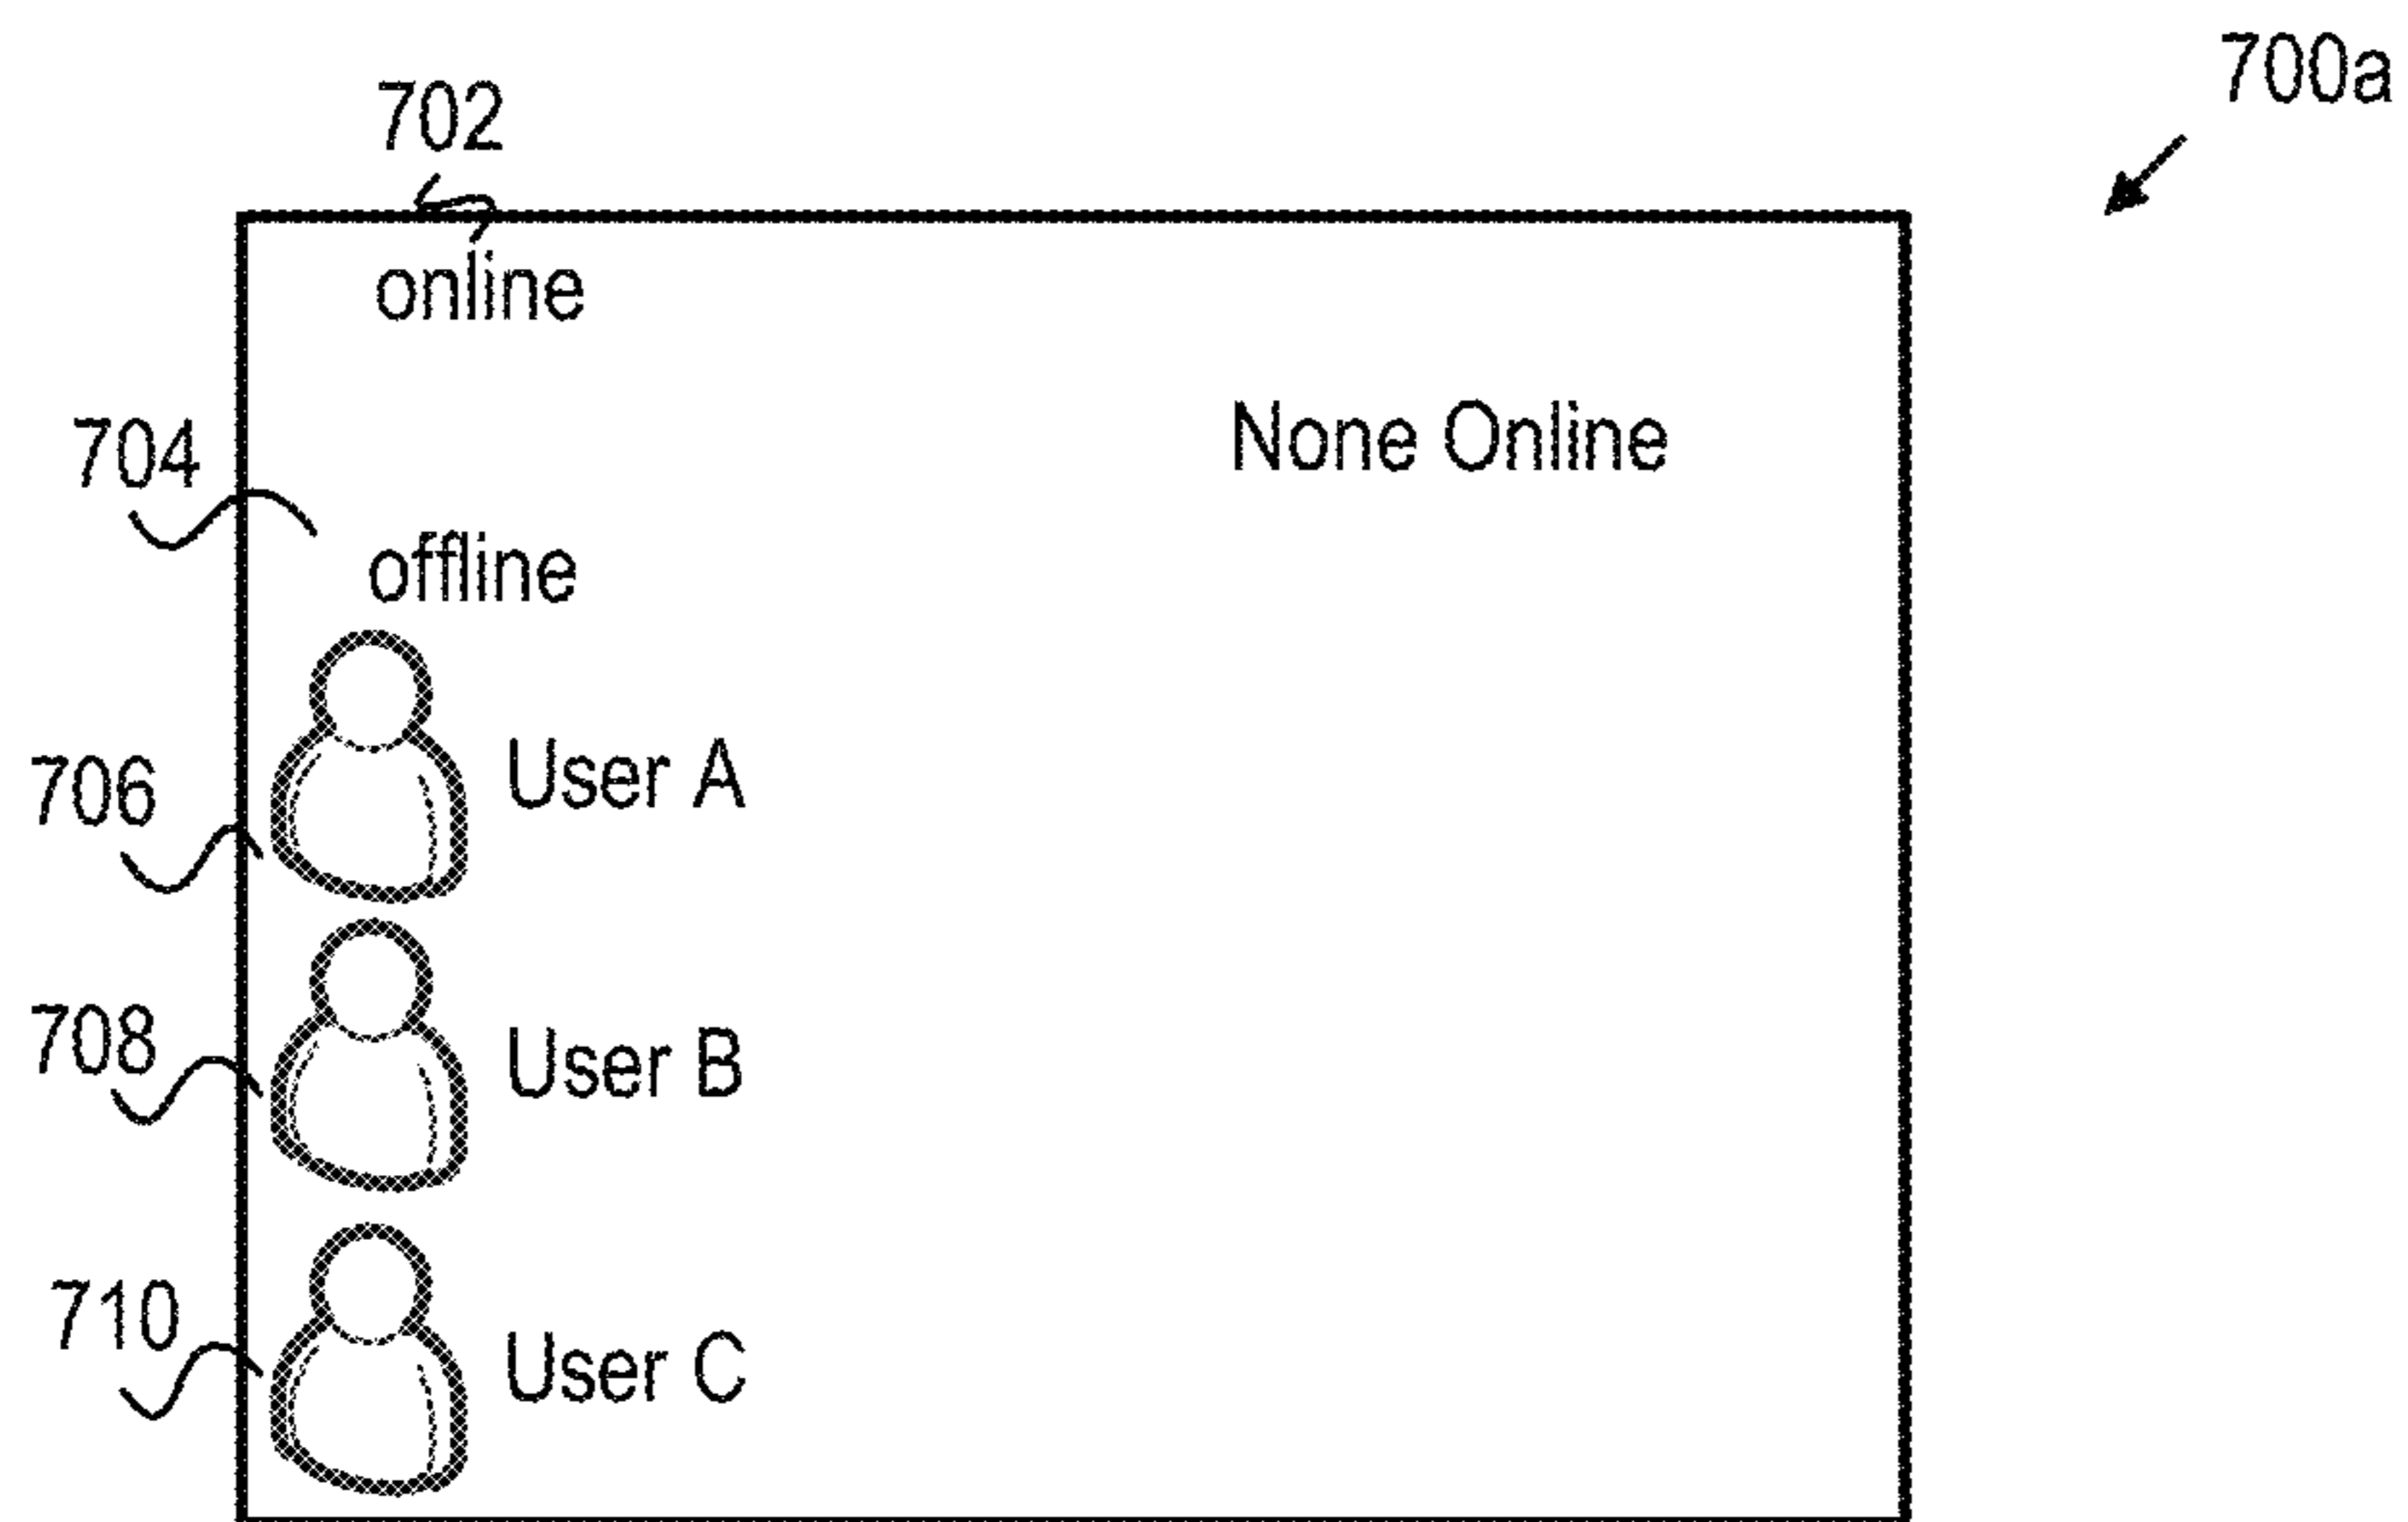 700a
702
online
None Online
704
offline
706
User A
708
User B
710
User C